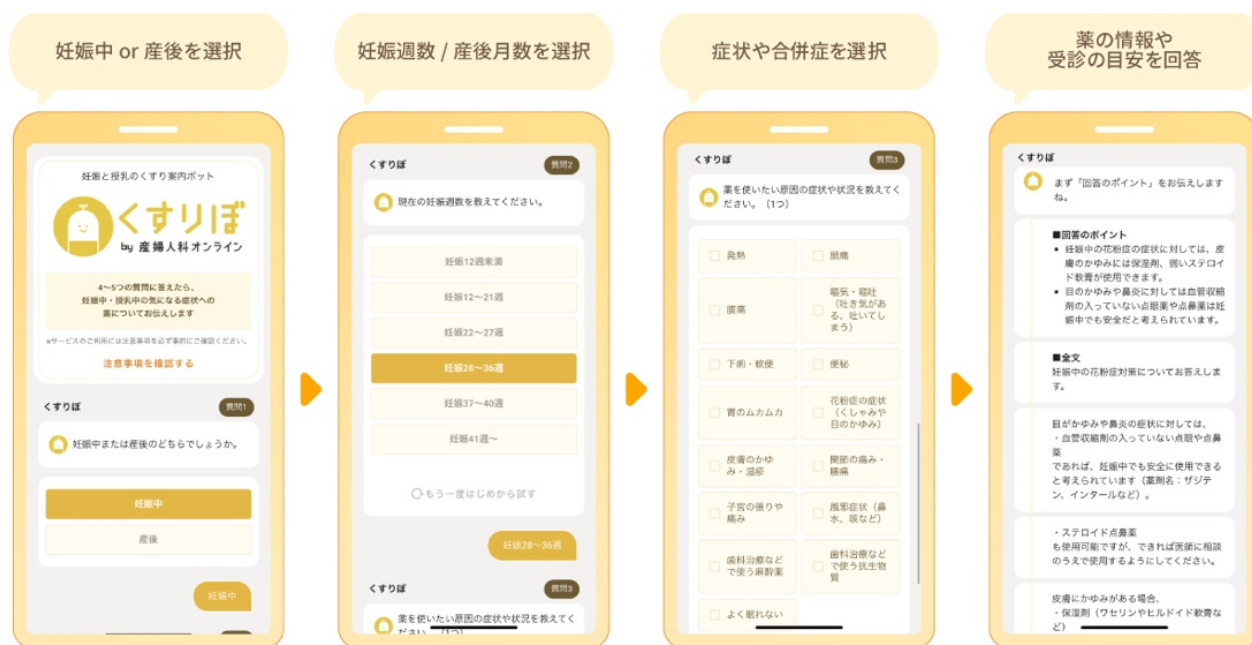 妊娠中 or 産後を選択
妊娠と授乳のくすり案内ボット
くすりぼ
by 産婦人科オンライン
4〜5つの質問に答えたら、
妊娠中・授乳中の気になる症状への
薬についてお伝えします
※サービスのご利用には注意事項を必ず事前にご確認ください。
注意事項を確認する
くすりぼ
質問1
妊娠中または産後のどちらでしょうか。
妊娠中
産後
妊娠中
妊娠週数 / 産後月数を選択
くすりぼ
質問2
現在の妊娠週数を教えてください。
妊娠12週未満
妊娠12〜21週
妊娠22〜27週
妊娠28〜36週
妊娠37〜40週
妊娠41週〜
もう一度はじめから試す
妊娠28〜36週
くすりぼ
質問3
薬を使いたい原因の症状や状況を教えてく
ださい。（1つ）
症状や合併症を選択
くすりぼ
質問3
薬を使いたい原因の症状や状況を教えてく
ださい。（1つ）
発熱
頭痛
腹痛
嘔気・嘔吐
（吐き気があ
る、吐いてし
まう）
下痢・軟便
便秘
胃のムカムカ
花粉症の症状
（くしゃみや
目のかゆみ）
皮膚のかゆ
み・湿疹
関節の痛み・
腰痛
子宮の張りや
痛み
風邪症状（鼻
水、咳など）
歯科治療など
で使う麻酔薬
歯科治療など
で使う抗生物
質
よく眠れない
薬の情報や
受診の目安を回答
くすりぼ
まず「回答のポイント」をお伝えします
ね。
■回答のポイント
• 妊娠中の花粉症の症状に対しては、皮
膚のかゆみには保湿剤、弱いステロイ
ド軟膏が使用できます。
• 目のかゆみや鼻炎に対しては血管収縮
剤の入っていない点眼薬や点鼻薬は妊
娠中でも安全だと考えられています。
■全文
妊娠中の花粉症対策についてお答えしま
す。
目がかゆみや鼻炎の症状に対しては、
・血管収縮剤の入っていない点眼や点鼻
薬
であれば、妊娠中でも安全に使用できる
と考えられています（薬剤名：ザジテ
ン、インタールなど）。
・ステロイド点鼻薬
も使用可能ですが、できれば医師に相談
のうえで使用するようにしてください。
皮膚にかゆみがある場合、
・保湿剤（ワセリンやヒルドイド軟膏な
ど）